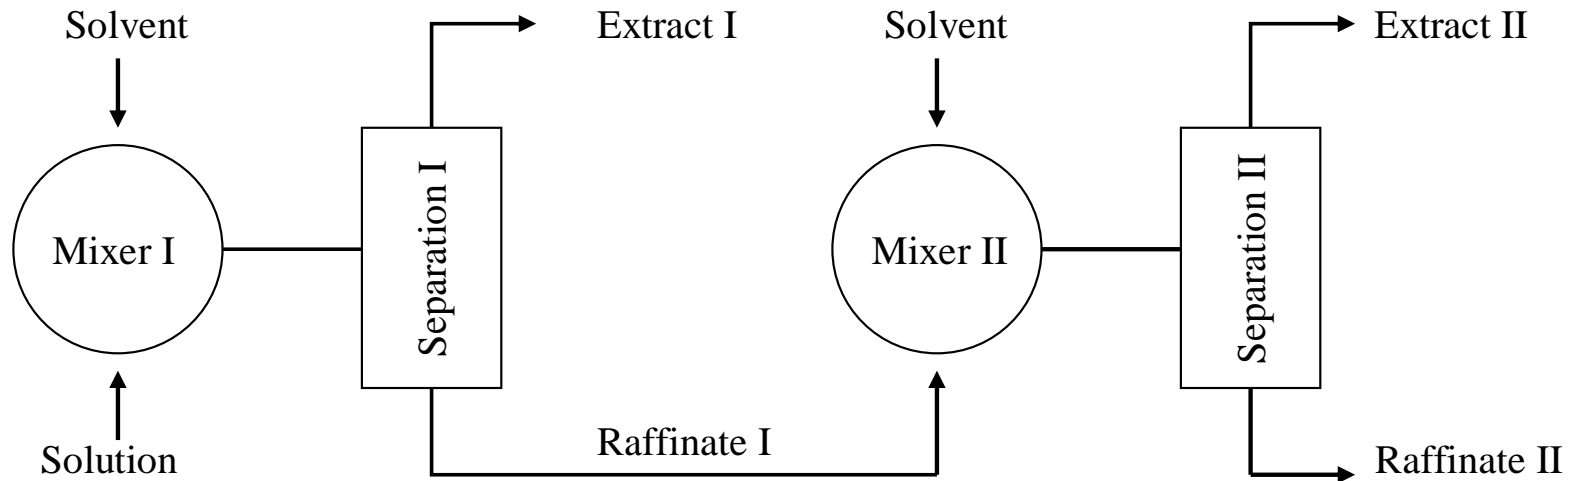 Solvent
Extract I
Solvent
Extract II
Mixer I
Separation I
Mixer II
Separation II
Solution
Raffinate I
Raffinate II